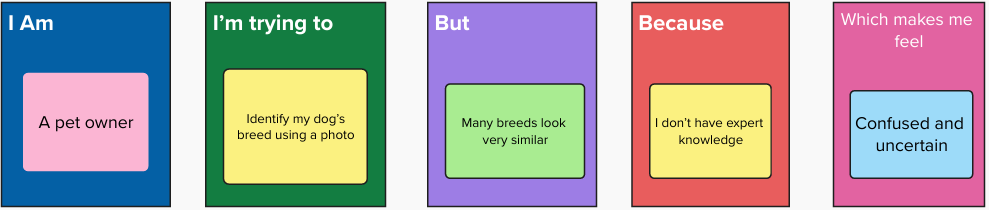 I Am
A pet owner
I'm trying to
Identify my dog's
breed using a photo
But
Many breeds look
very similar
Because
I don't have expert
knowledge
Which makes me
feel
Confused and
uncertain